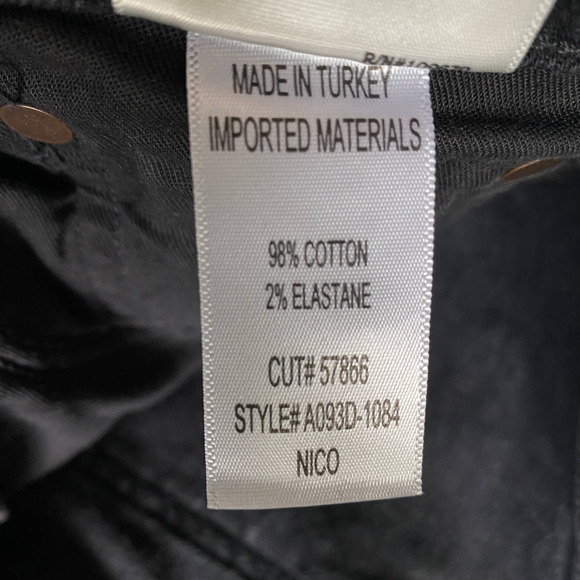 MADE IN TURKEY
IMPORTED MATERIALS
98% COTTON
2% ELASTANE
CUT# 57866
STYLE# A093D-1084
NICO